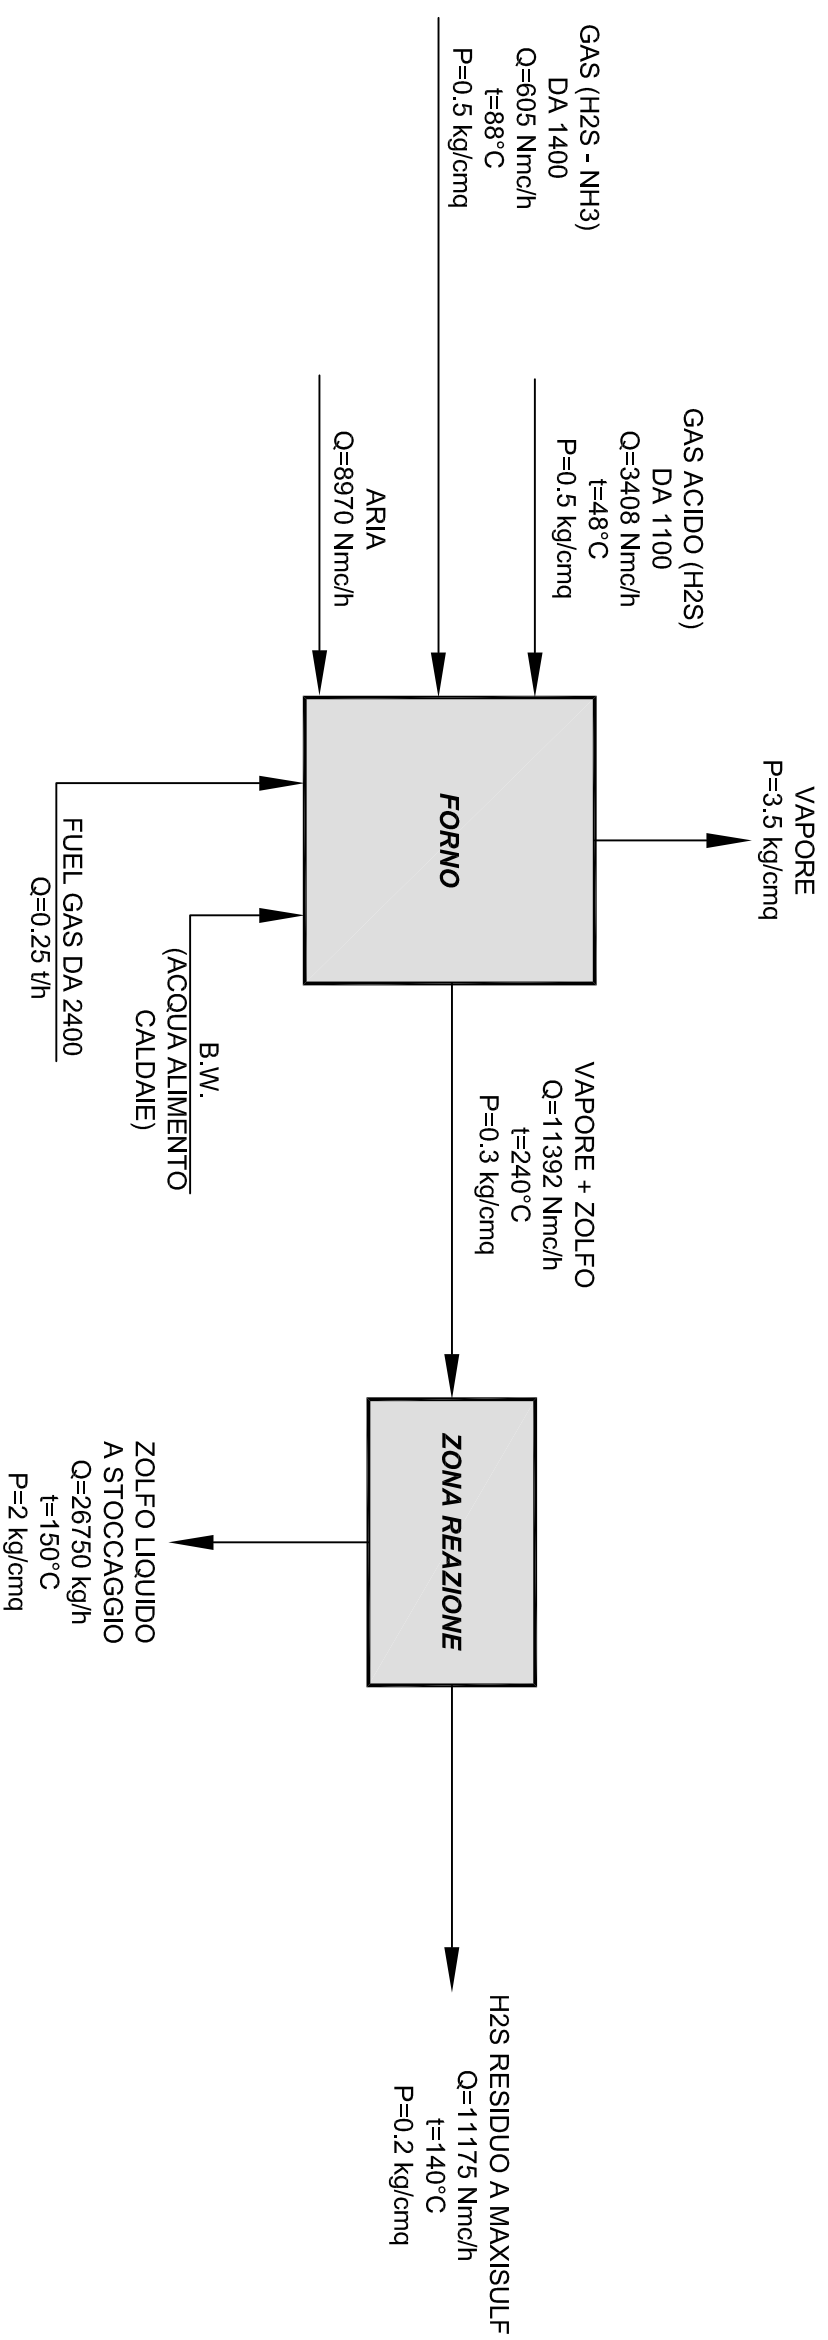 GAS (H2S - NH3)
DA 1400
Q=605 Nmc/h
t=88°C
P=0.5 kg/cmq
GAS ACIDO (H2S)
DA 1100
Q=3408 Nmc/h
t=48°C
P=0.5 kg/cmq
ARIA
Q=8970 Nmc/h
VAPORE
P=3.5 kg/cmq
FORNO
FUEL GAS DA 2400
Q=0.25 t/h
B.W.
(ACQUA ALIMENTO
CALDAIE)
VAPORE + ZOLFO
Q=11392 Nmc/h
t=240°C
P=0.3 kg/cmq
ZONA REAZIONE
ZOLFO LIQUIDO
A STOCCAGGIO
Q=26750 kg/h
t=150°C
P=2 kg/cmq
H2S RESIDUO A MAXISULF
Q=11175 Nmc/h
t=140°C
P=0.2 kg/cmq